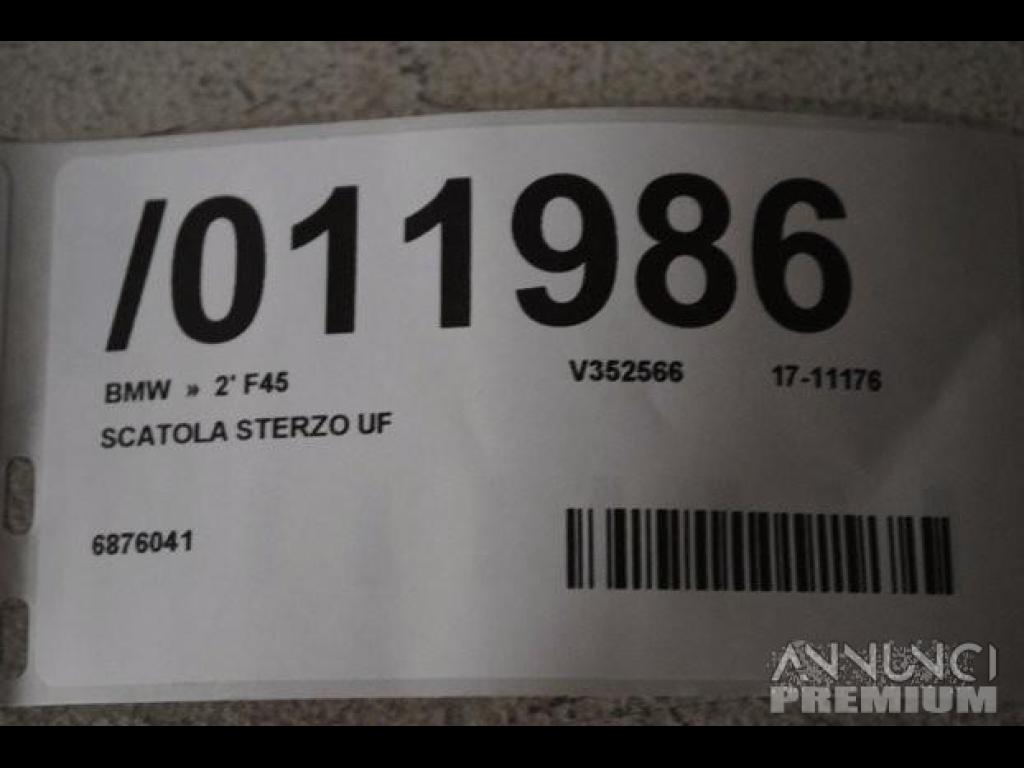 /011986
BMW » 2' F45 V352566 17-11176
SCATOLA STERZO UF
6876041
ANNUNCI
PREMIUM